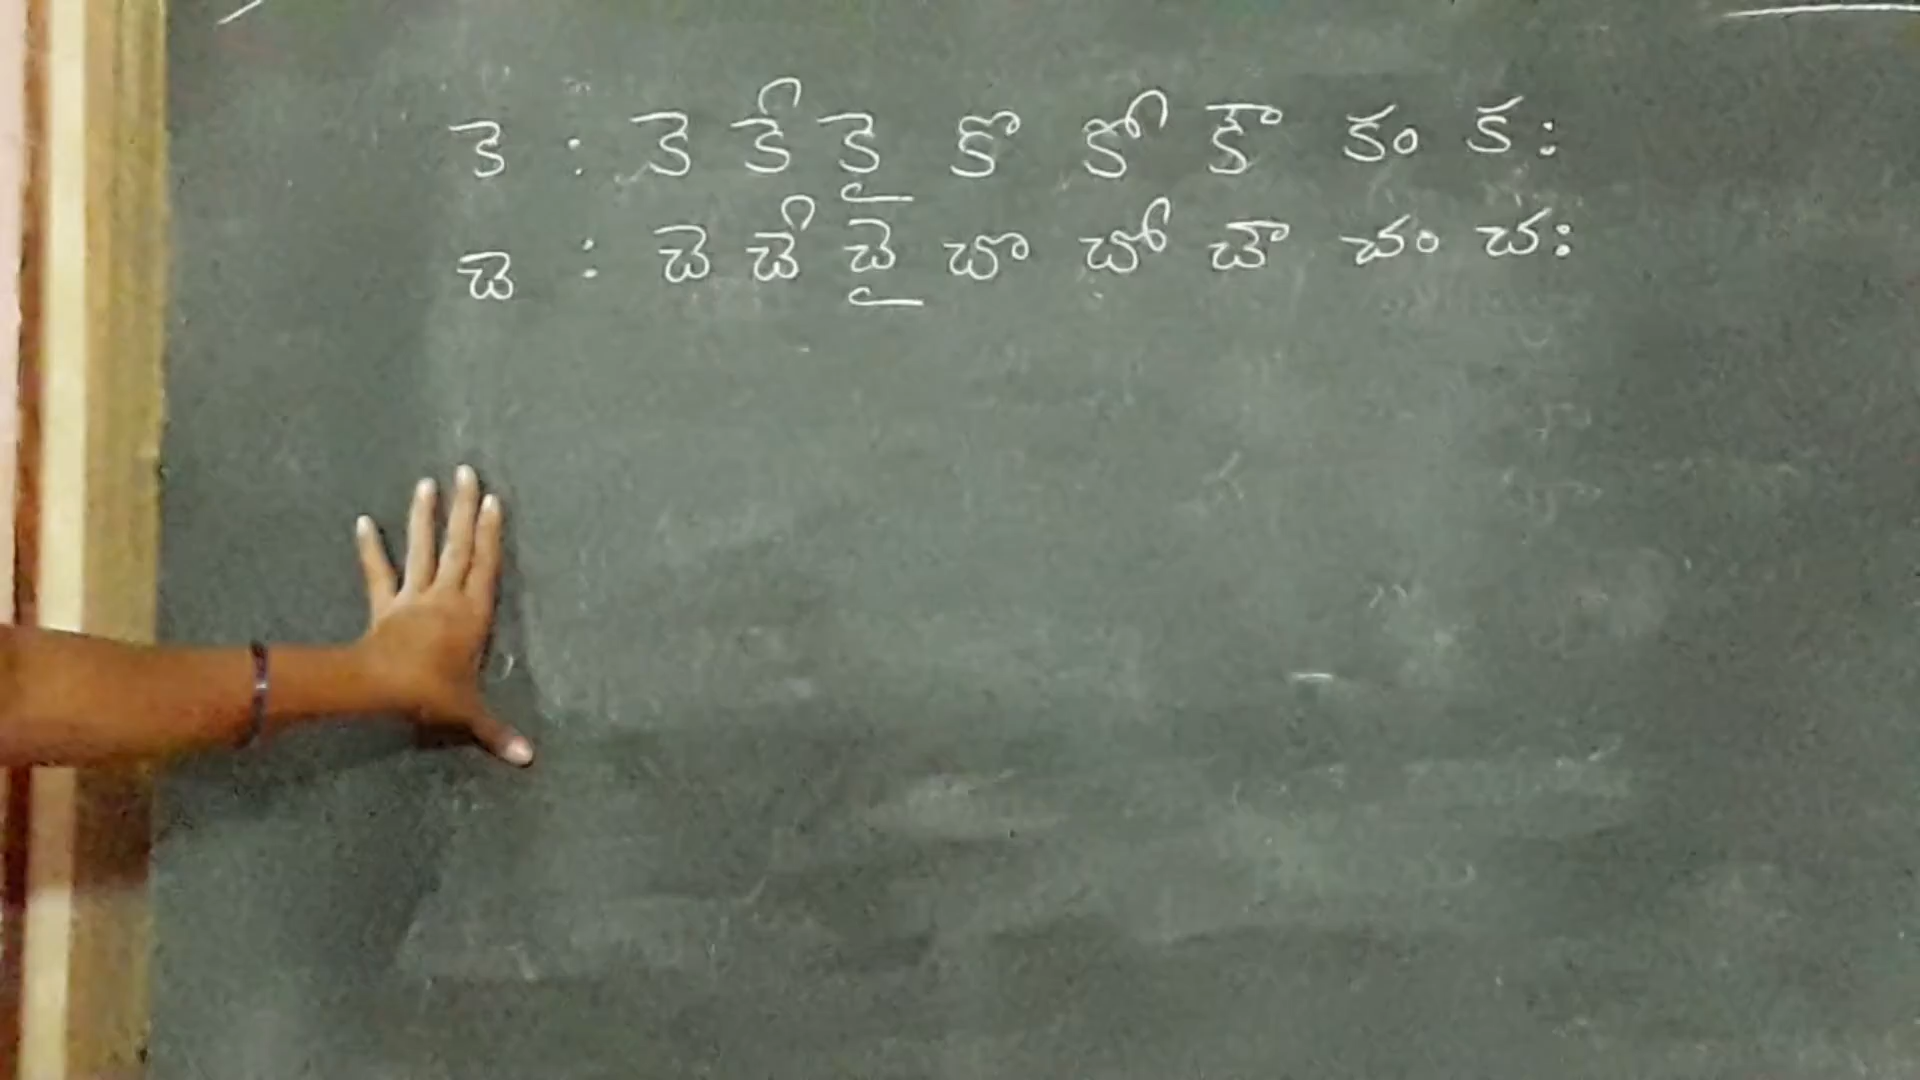 కె : కె కే కై కొ కో కౌ కం కః
చె : చె చే చై చొ చో చౌ చం చః